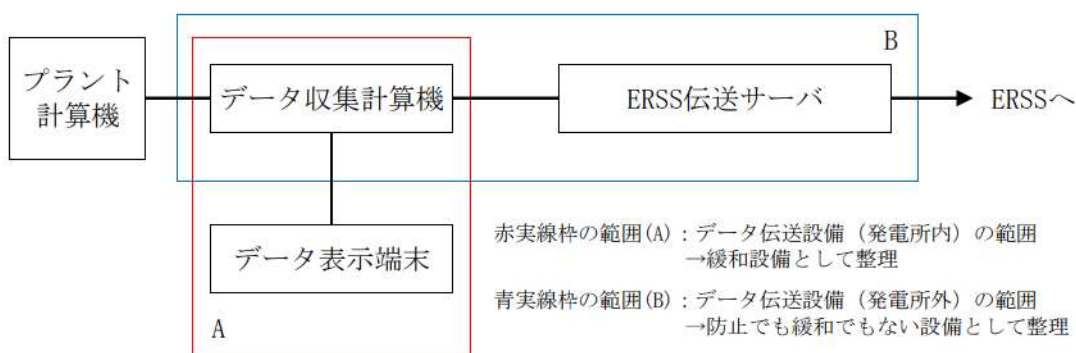 B
プラント
計算機
データ収集計算機
ERSS伝送サーバ
ERSSへ
データ表示端末
A
赤実線枠の範囲(A)：データ伝送設備（発電所内）の範囲
→緩和設備として整理
青実線枠の範囲(B)：データ伝送設備（発電所外）の範囲
→防止でも緩和でもない設備として整理